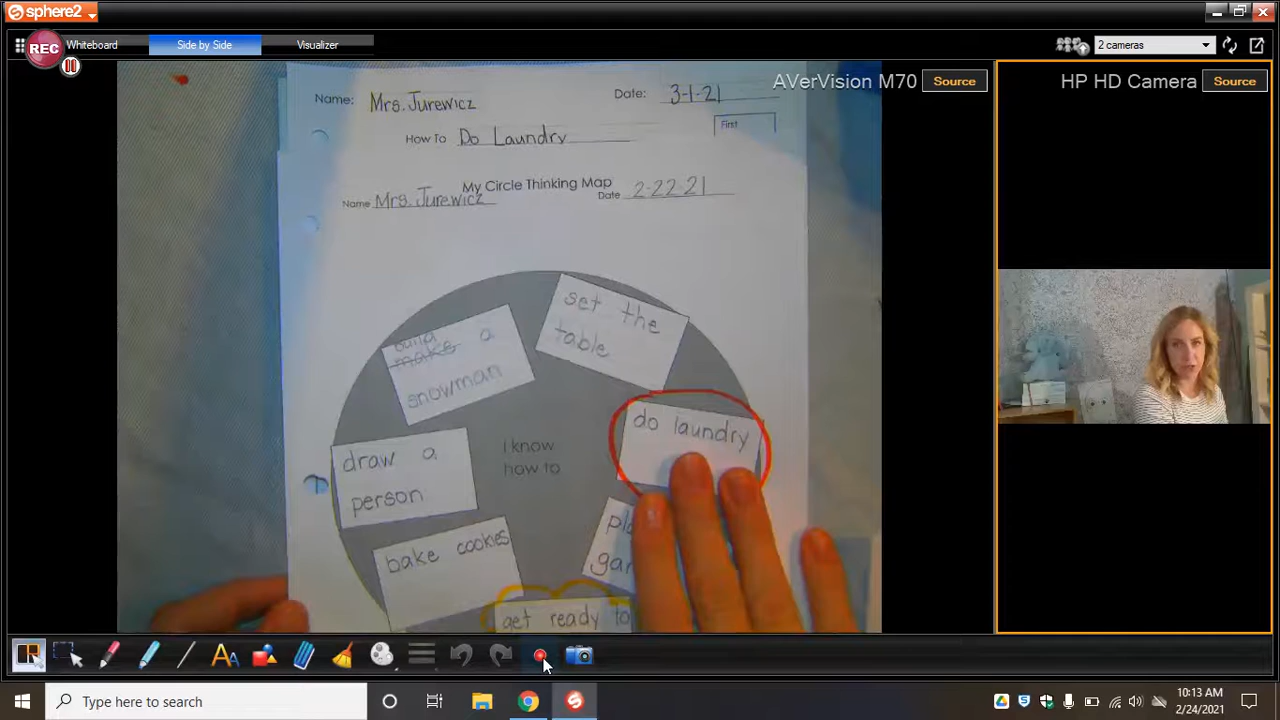 sphere2
REC
Whiteboard
Side by Side
Visualizer
2 cameras
AVerVision M70
Source
HP HD Camera
Source
Name: Mrs. Jurewicz
Date: 3-1-21
How To Do Laundry
First
My Circle Thinking Map
Name Mrs. Jurewicz
Date 2-22-21
set the
table
build
make a
snowman
do laundry
I know
how to
draw a
person
bake cookies
get ready to
Type here to search
10:13 AM
2/24/2021